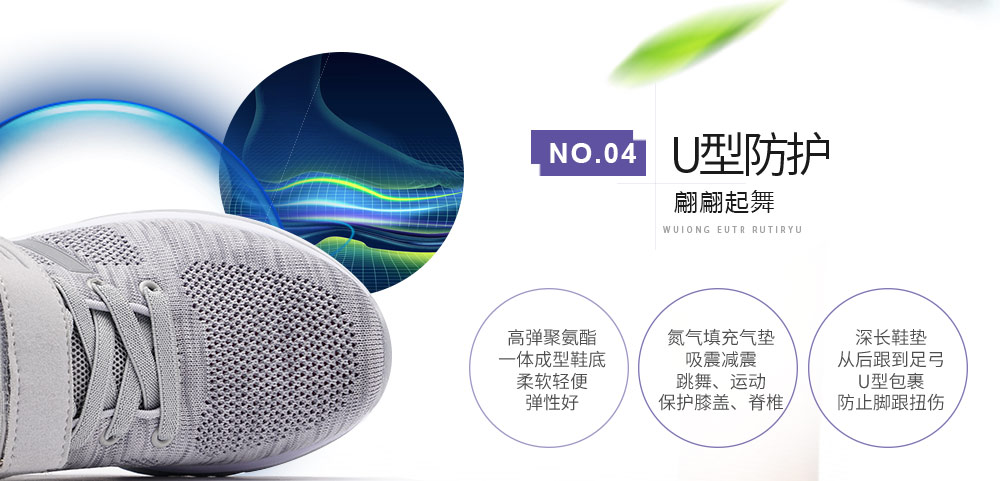 NO.04
U型防护
翩翩起舞
WUIONG EUTR RUTIRYU
高弹聚氨酯
一体成型鞋底
柔软轻便
弹性好
氮气填充气垫
吸震减震
跳舞、运动
保护膝盖、脊椎
深长鞋垫
从后跟到足弓
U型包裹
防止脚跟扭伤